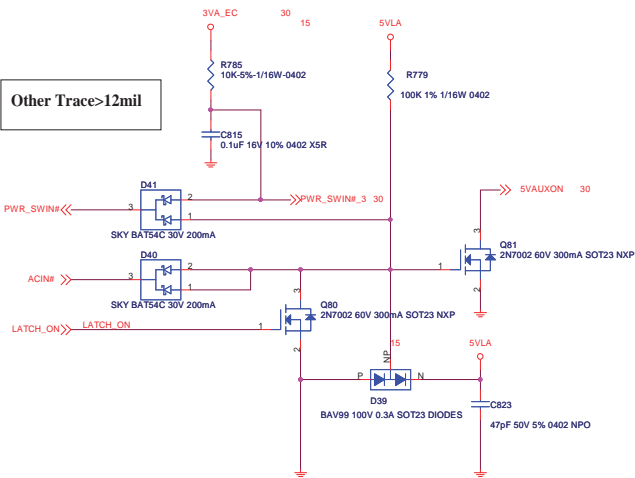 3VA_EC 30
15
5VLA
R785
10K-5%-1/16W-0402
R779
100K 1% 1/16W 0402
Other Trace>12mil
C815
0.1uF 16V 10% 0402 X5R
D41
2
PWR_SWIN# 3
PWR_SWIN#_3 30
1
5VAUXON 30
SKY BAT54C 30V 200mA
3
Q81
2N7002 60V 300mA SOT23 NXP
D40
2
1
ACIN# 3
1
2
SKY BAT54C 30V 200mA
3
Q80
2N7002 60V 300mA SOT23 NXP
LATCH_ON LATCH_ON 1
2
15
5VLA
NP
P N
D39
BAV99 100V 0.3A SOT23 DIODES
C823
47pF 50V 5% 0402 NPO